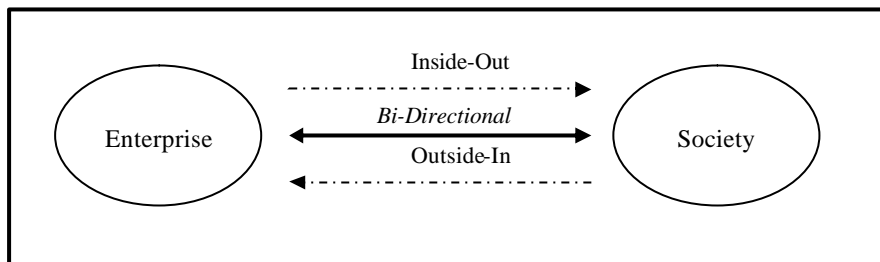 Inside-Out
Bi-Directional
Enterprise
Society
Outside-In